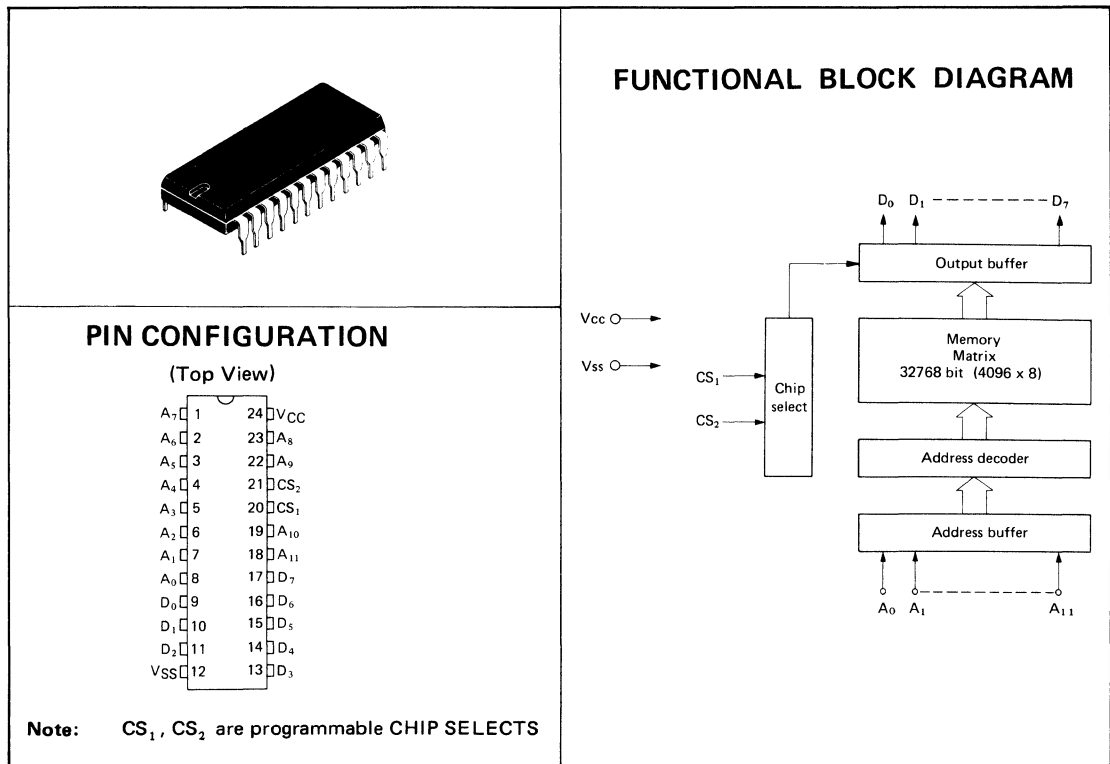 PIN CONFIGURATION
(Top View)
A₇ 1 24 VCC
A₆ 2 23 A₈
A₅ 3 22 A₉
A₄ 4 21 CS₂
A₃ 5 20 CS₁
A₂ 6 19 A₁₀
A₁ 7 18 A₁₁
A₀ 8 17 D₇
D₀ 9 16 D₆
D₁ 10 15 D₅
D₂ 11 14 D₄
VSS 12 13 D₃
Note: CS₁, CS₂ are programmable CHIP SELECTS
FUNCTIONAL BLOCK DIAGRAM
D₀ D₁ D₇
Output buffer
Vcc
Vss
CS₁
CS₂
Chip
select
Memory
Matrix
32768 bit (4096 x 8)
Address decoder
Address buffer
A₀ A₁ A₁₁